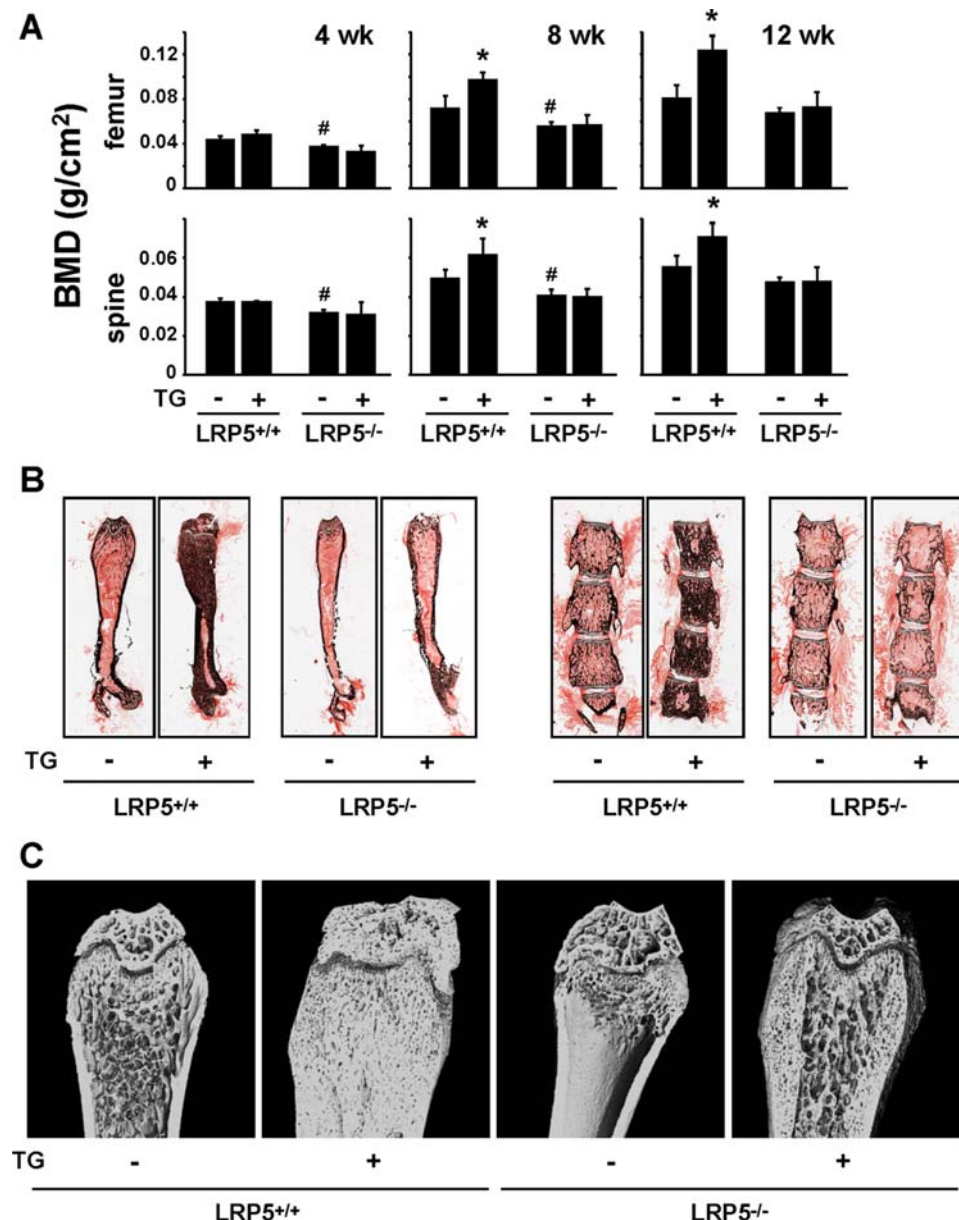 A
4 wk
8 wk
12 wk
BMD (g/cm²)
femur
0.12
0.08
0.04
0
# * # *
spine
0.06
0.04
0.02
0
# * # *
TG - + - + - + - + - + - +
LRP5+/+ LRP5-/- LRP5+/+ LRP5-/- LRP5+/+ LRP5-/-
B
TG - + - + - + - +
LRP5+/+ LRP5-/- LRP5+/+ LRP5-/-
C
TG - + - +
LRP5+/+ LRP5-/-